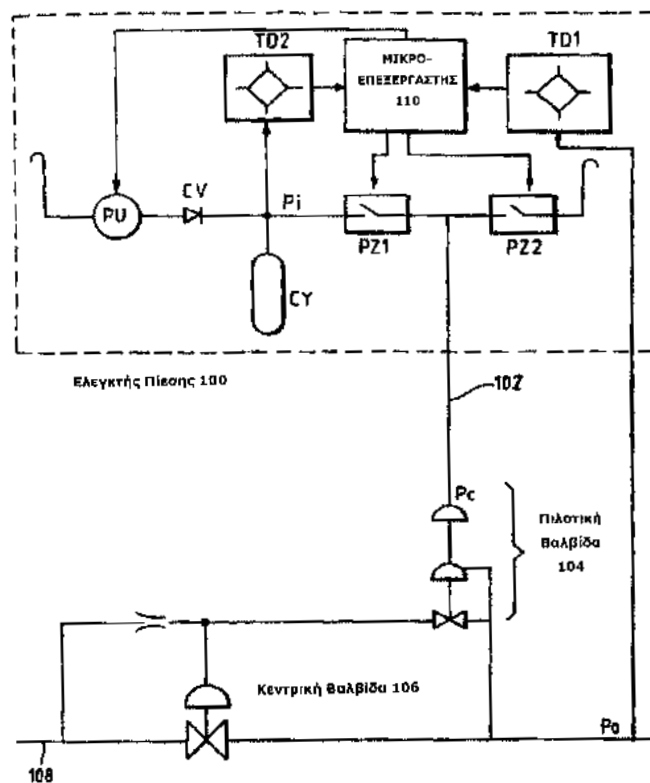 TD2
ΜΙΚΡΟ-
ΕΠΕΞΕΡΓΑΣΤΗΣ
110
TD1
PU
CV
Pi
PZ1
PZ2
CY
Ελεγκτής Πίεσης 100
102
Pc
Πιλοτική
Βαλβίδα
104
Κεντρική Βαλβίδα 106
Po
108